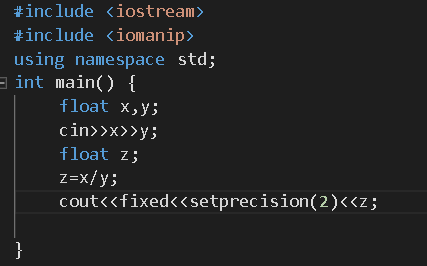 #include <iostream>
#include <iomanip>
using namespace std;
int main() {
float x,y;
cin>>x>>y;
float z;
z=x/y;
cout<<fixed<<setprecision(2)<<z;
}